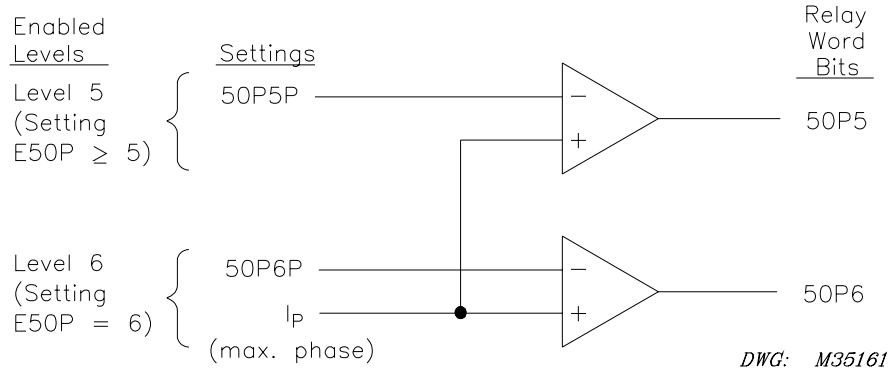 Enabled
Levels
Settings
Relay
Word
Bits
Level 5
(Setting
E50P ≥ 5)
50P5P
−
+
50P5
Level 6
(Setting
E50P = 6)
50P6P
IP
(max. phase)
−
+
50P6
DWG: M35161